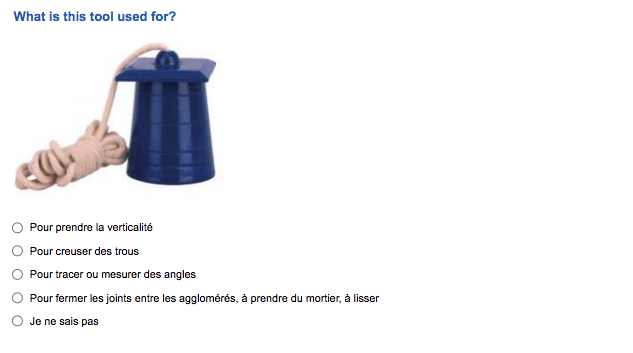 What is this tool used for?
Pour prendre la verticalité
Pour creuser des trous
Pour tracer ou mesurer des angles
Pour fermer les joints entre les agglomérés, à prendre du mortier, à lisser
Je ne sais pas